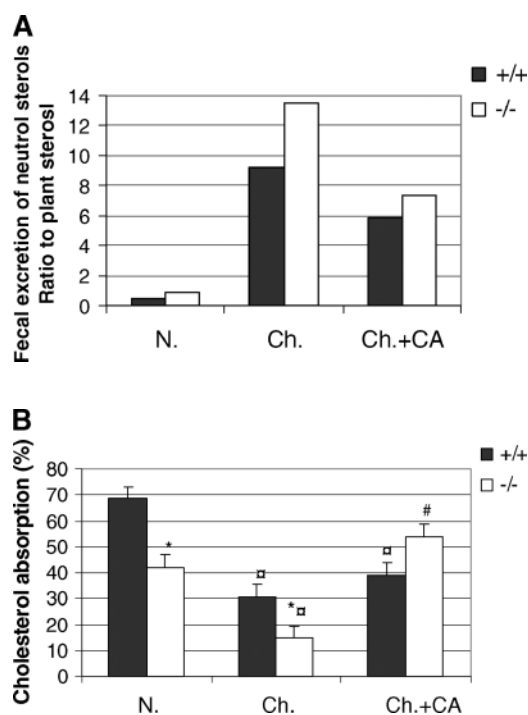 A
Fecal excretion of neutrol sterols
Ratio to plant sterosl
+/+
-/-
14
12
10
8
6
4
2
0
N. Ch. Ch.+CA
B
Cholesterol absorption (%)
+/+
-/-
80
70
60
50
40
30
20
10
0
* ¤ *¤ ¤ #
N. Ch. Ch.+CA